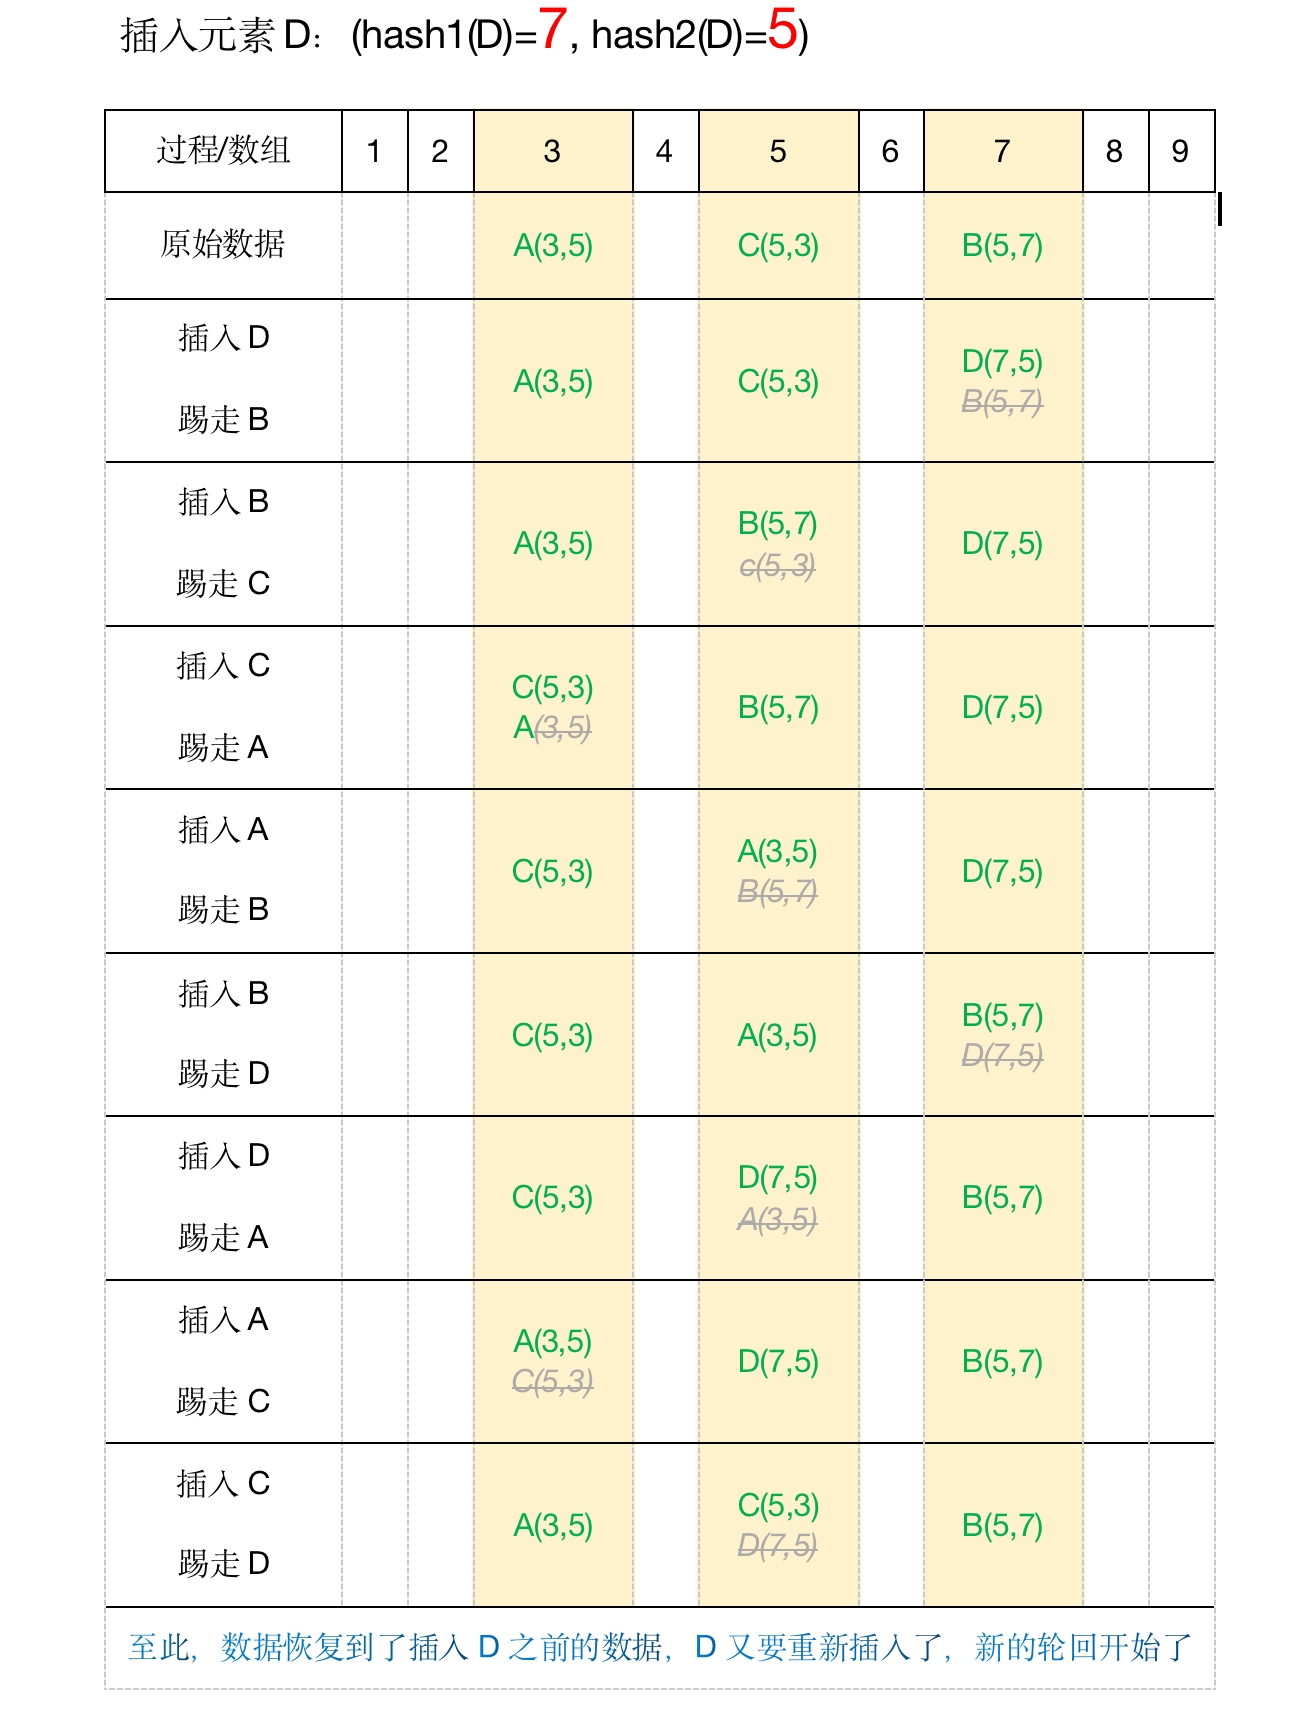 插入元素 D： (hash1(D)=7, hash2(D)=5)
过程/数组 1 2 3 4 5 6 7 8 9
原始数据 A(3,5) C(5,3) B(5,7)
插入 D
踢走 B
A(3,5) C(5,3) D(7,5)
B(5,7)
插入 B
踢走 C
A(3,5) B(5,7) D(7,5)
c(5,3)
插入 C
踢走 A
C(5,3) B(5,7) D(7,5)
A(3,5)
插入 A
踢走 B
C(5,3) A(3,5) D(7,5)
B(5,7)
插入 B
踢走 D
C(5,3) A(3,5) B(5,7)
D(7,5)
插入 D
踢走 A
C(5,3) D(7,5) B(5,7)
A(3,5)
插入 A
踢走 C
A(3,5) D(7,5) B(5,7)
C(5,3)
插入 C
踢走 D
A(3,5) C(5,3) B(5,7)
D(7,5)
至此，数据恢复到了插入 D 之前的数据，D 又要重新插入了，新的轮回开始了